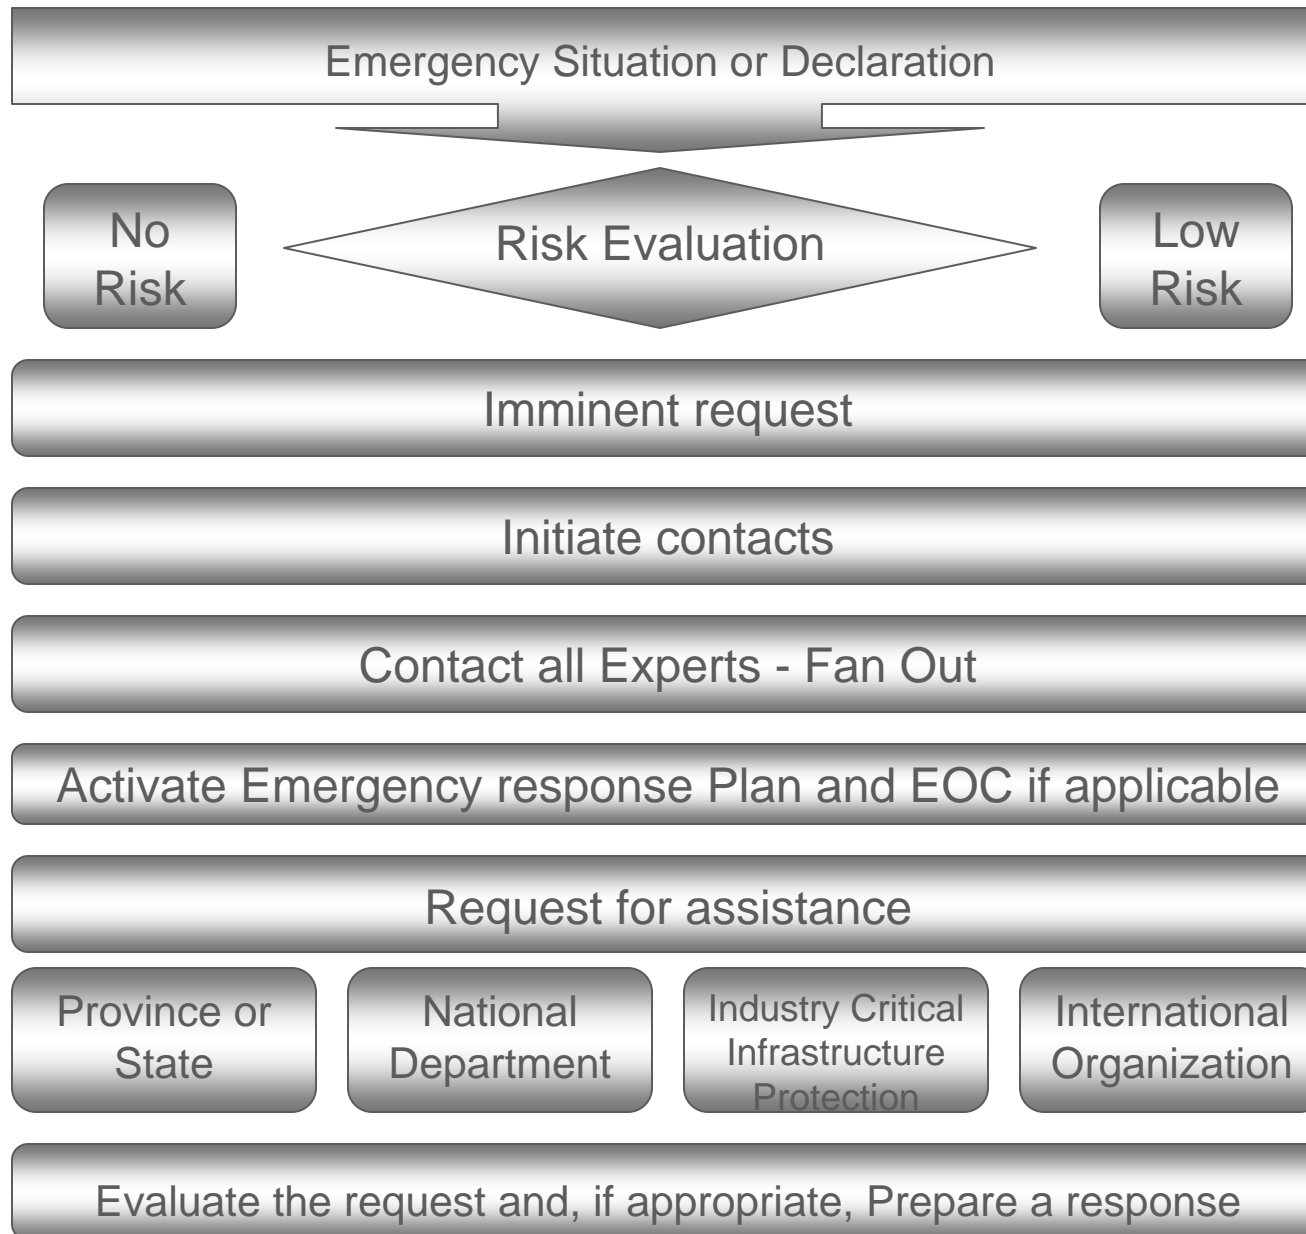 Emergency Situation or Declaration
No
Risk
Risk Evaluation
Low
Risk
Imminent request
Initiate contacts
Contact all Experts - Fan Out
Activate Emergency response Plan and EOC if applicable
Request for assistance
Province or
State
National
Department
Industry Critical
Infrastructure
Protection
International
Organization
Evaluate the request and, if appropriate, Prepare a response